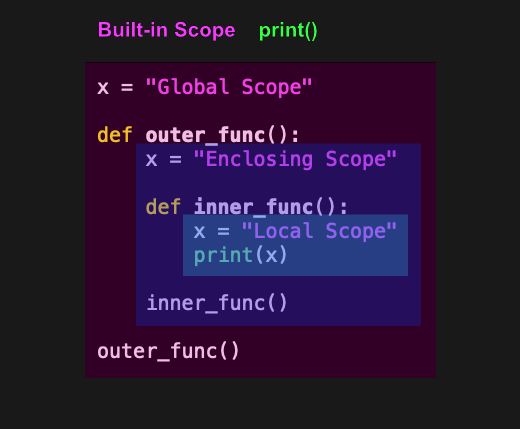 Built-in Scope print()
x = "Global Scope"
def outer_func():
x = "Enclosing Scope"
def inner_func():
x = "Local Scope"
print(x)
inner_func()
outer_func()